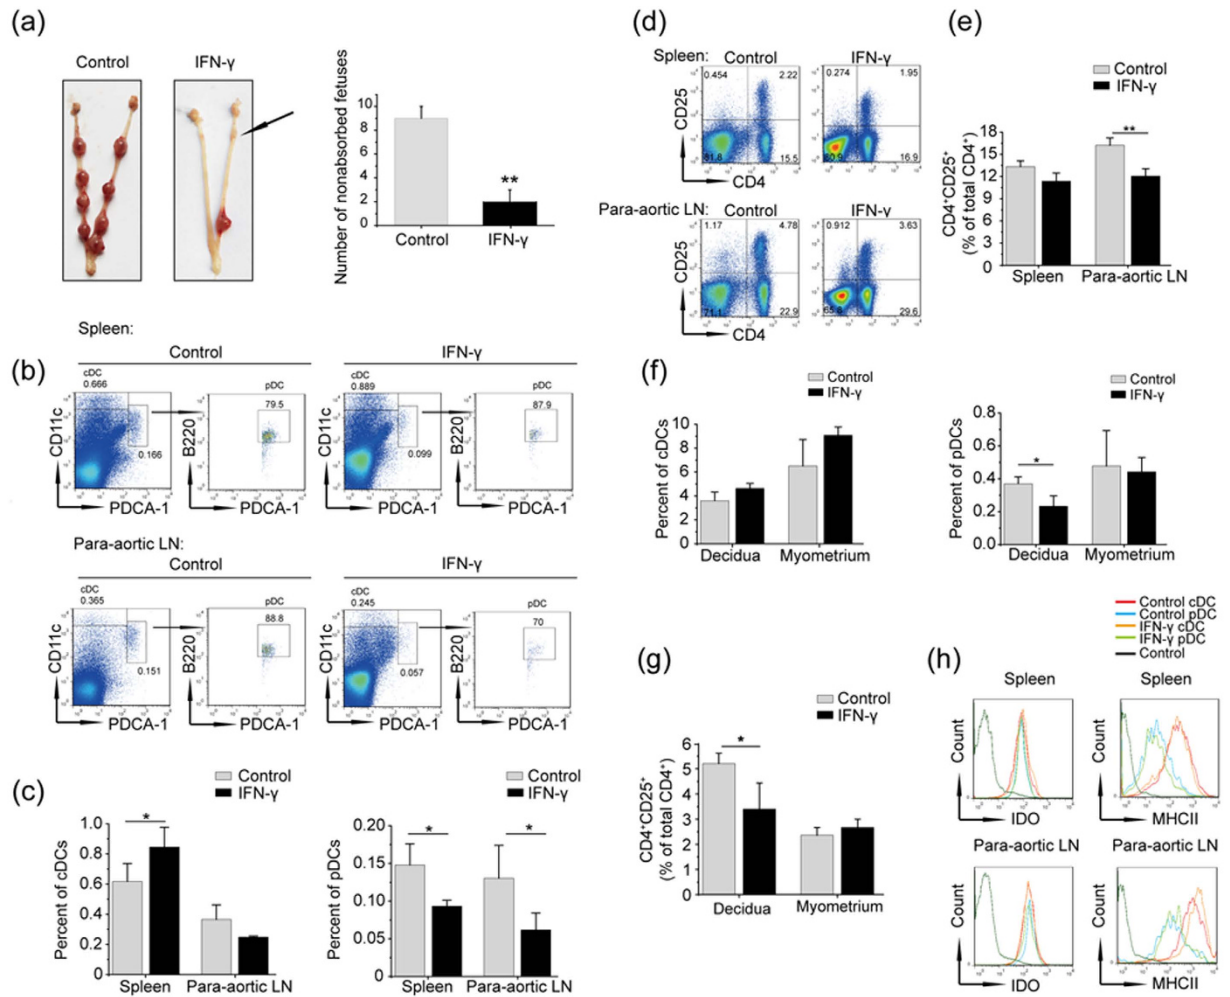 (a)
Control
IFN-γ
Number of nonabsorbed fetuses
10
8
6
4
2
0
**
Control
IFN-γ
Spleen:
(b)
Control
IFN-γ
cDC
0.666
pDC
79.5
cDC
0.889
pDC
87.9
CD11c
0.166
B220
CD11c
0.099
B220
PDCA-1
PDCA-1
PDCA-1
PDCA-1
Para-aortic LN:
Control
IFN-γ
cDC
0.365
pDC
88.8
cDC
0.245
pDC
70
CD11c
0.151
B220
CD11c
0.057
B220
PDCA-1
PDCA-1
PDCA-1
PDCA-1
(c)
Control
IFN-γ
Percent of cDCs
1.0
0.8
0.6
0.4
0.2
0
*
Spleen
Para-aortic LN
Control
IFN-γ
Percent of pDCs
0.20
0.15
0.10
0.05
0
*
*
Spleen
Para-aortic LN
(d)
Spleen:
Control
IFN-γ
0.454
2.22
0.274
1.95
CD25
81.8
15.5
80.9
16.9
CD4
Para-aortic LN:
Control
IFN-γ
1.17
4.78
0.912
3.63
CD25
71.1
22.9
65.8
29.6
CD4
(e)
Control
IFN-γ
CD4⁺CD25⁺
(% of total CD4⁺)
18
15
12
9
6
3
0
**
Spleen
Para-aortic LN
(f)
Control
IFN-γ
Percent of cDCs
10
8
6
4
2
0
Decidua
Myometrium
Control
IFN-γ
Percent of pDCs
0.8
0.6
0.4
0.2
0.0
*
Decidua
Myometrium
(g)
Control
IFN-γ
CD4⁺CD25⁺
(% of total CD4⁺)
6
5
4
3
2
1
0
*
Decidua
Myometrium
Control cDC
Control pDC
IFN-γ cDC
IFN-γ pDC
Control
(h)
Spleen
Spleen
Count
Count
IDO
MHCII
Para-aortic LN
Para-aortic LN
Count
Count
IDO
MHCII